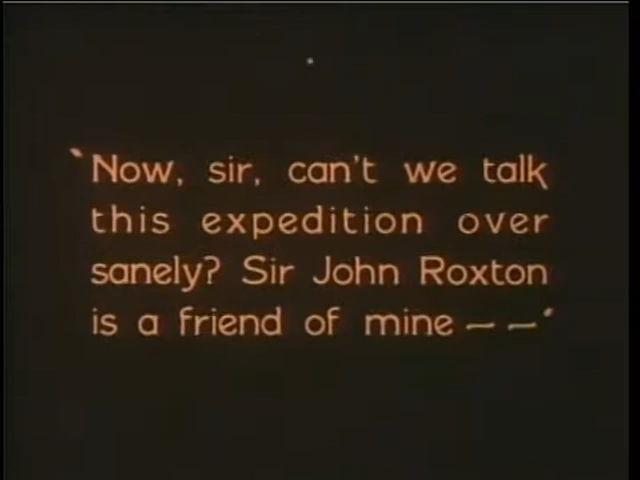 ‛Now, sir, can't we talk
this expedition over
sanely? Sir John Roxton
is a friend of mine — —’